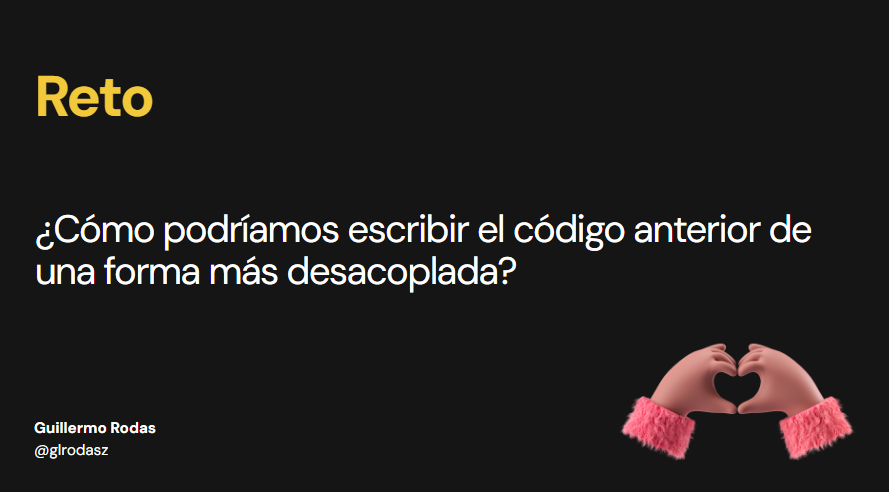 Reto
¿Cómo podríamos escribir el código anterior de
una forma más desacoplada?
Guillermo Rodas
@glrodasz